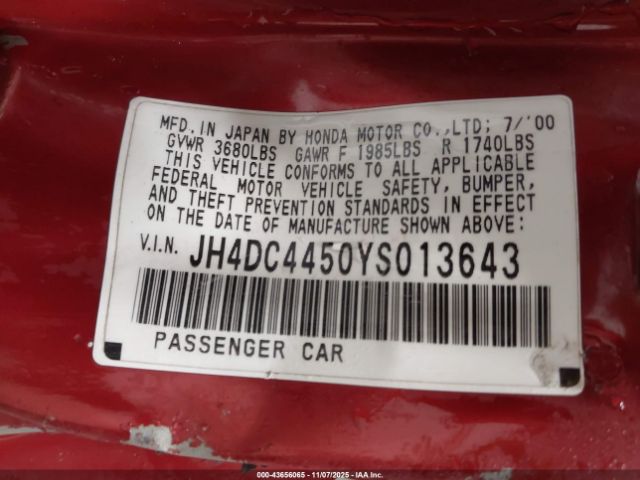 MFD. IN JAPAN BY HONDA MOTOR CO.,LTD; 7/'00
GVWR 3680LBS GAWR F 1985LBS R 1740LBS
THIS VEHICLE CONFORMS TO ALL APPLICABLE
FEDERAL MOTOR VEHICLE SAFETY, BUMPER,
AND THEFT PREVENTION STANDARDS IN EFFECT
ON THE DATE OF MANUFACTURE SHOWN ABOVE:
V.I.N. JH4DC4450YS013643
PASSENGER CAR
000-43656065 - 11/07/2025 - IAAI.com